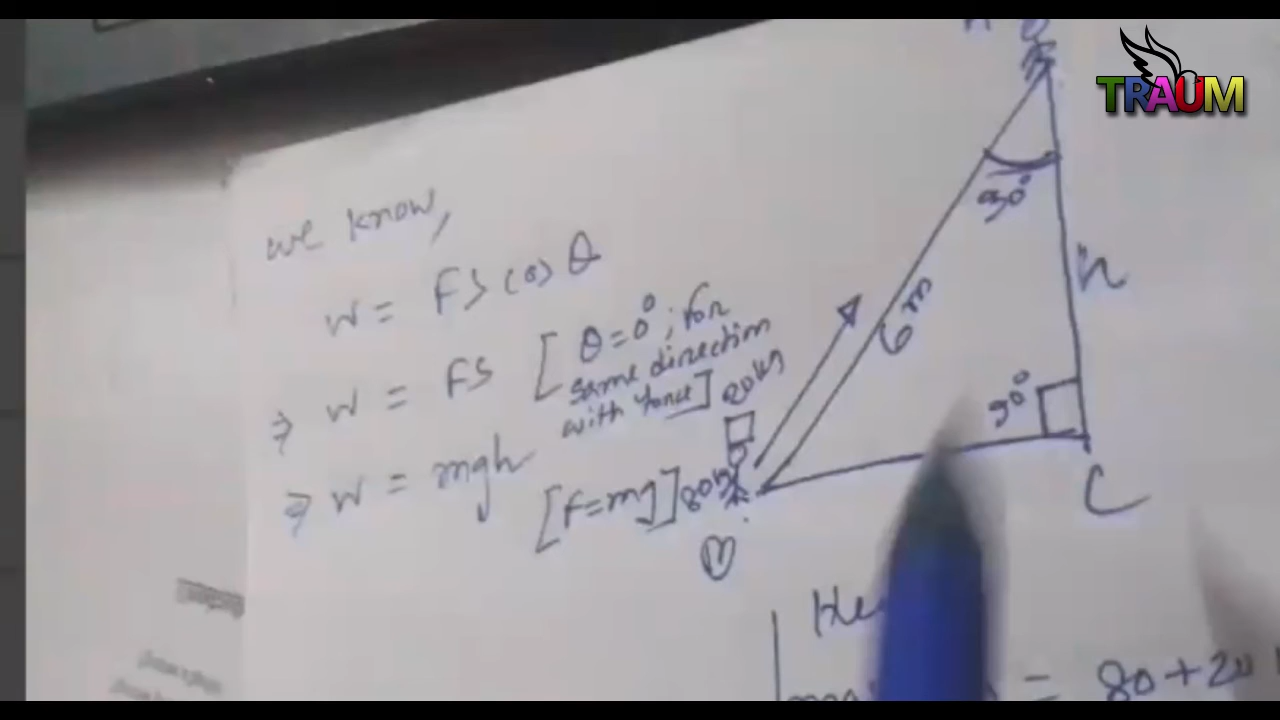 TRAUM
we know,
W = FS cos θ
⇒ W = FS [θ=0°; for
same direction
with force]
⇒ W = mgh
[F=mg]
20kg
80kg
B
30°
6m
h
90°
C
= 80+20